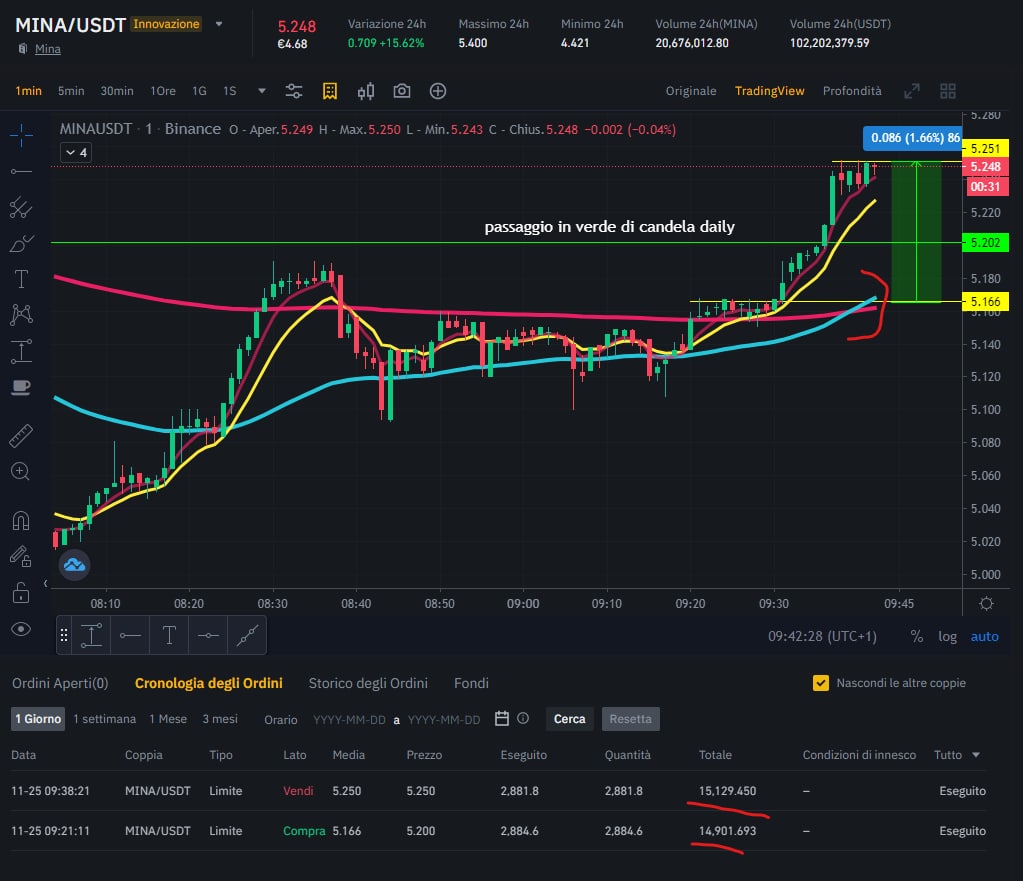 MINA/USDT Innovazione
Mina
5.248
€4.68
Variazione 24h
0.709 +15.62%
Massimo 24h
5.400
Minimo 24h
4.421
Volume 24h(MINA)
20,676,012.80
Volume 24h(USDT)
102,202,379.59
1min 5min 30min 1Ore 1G 1S Originale TradingView Profondità
MINAUSDT · 1 · Binance O - Aper.5.249 H - Max.5.250 L - Min.5.243 C - Chius.5.248 −0.002 (−0.04%)
4
0.086 (1.66%) 86
passaggio in verde di candela daily
5.280
5.251
5.248
00:31
5.220
5.202
5.180
5.166
5.160
5.140
5.120
5.100
5.080
5.060
5.040
5.020
5.000
08:10 08:20 08:30 08:40 08:50 09:00 09:10 09:20 09:30 09:45
09:42:28 (UTC+1) % log auto
Ordini Aperti(0) Cronologia degli Ordini Storico degli Ordini Fondi Nascondi le altre coppie
1 Giorno 1 settimana 1 Mese 3 mesi Orario YYYY-MM-DD a YYYY-MM-DD Cerca Resetta
Data Coppia Tipo Lato Media Prezzo Eseguito Quantità Totale Condizioni di innesco Tutto
11-25 09:38:21 MINA/USDT Limite Vendi 5.250 5.250 2,881.8 2,881.8 15,129.450 – Eseguito
11-25 09:21:11 MINA/USDT Limite Compra 5.166 5.200 2,884.6 2,884.6 14,901.693 – Eseguito